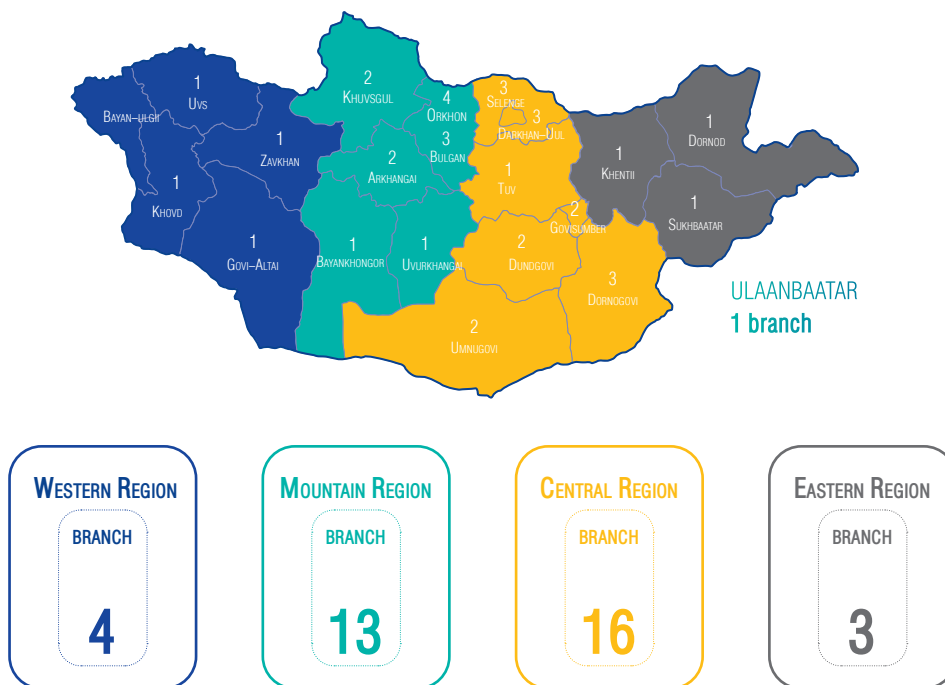 1
Uvs
Bayan–ulgii
1
Zavkhan
1
Khovd
1
Govi–Altai
2
Khuvsgul
4
Orkhon
3
Bulgan
2
Arkhangai
1
Bayankhongor
1
Uvurkhangai
3
Selenge
3
Darkhan–Uul
1
Tuv
2
Govisumber
2
Dundgovi
3
Dornogovi
2
Umnugovi
1
Khentii
1
Dornod
1
Sukhbaatar
ULAANBAATAR
1 branch
Western Region
BRANCH
4
Mountain Region
BRANCH
13
Central Region
BRANCH
16
Eastern Region
BRANCH
3